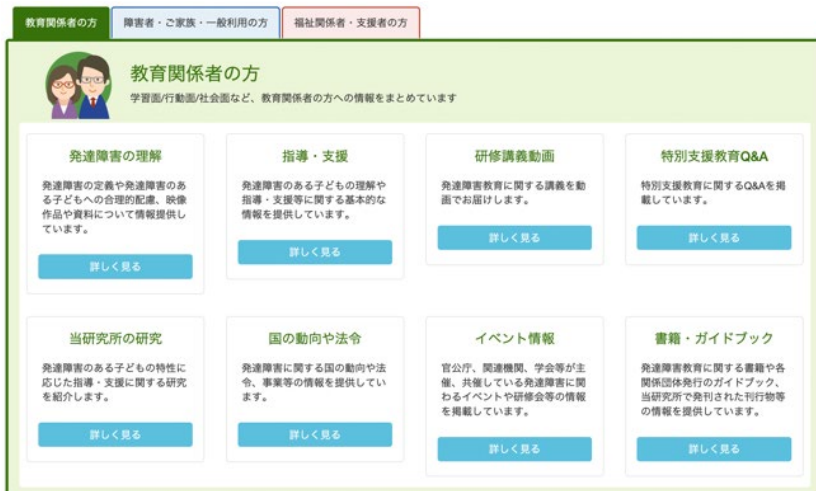 教育関係者の方
障害者・ご家族・一般利用の方
福祉関係者・支援者の方
教育関係者の方
学習面/行動面/社会面など、教育関係者の方への情報をまとめています
発達障害の理解
発達障害の定義や発達障害のあ
る子どもへの合理的配慮、映像
作品や資料について情報提供し
ています。
詳しく見る
指導・支援
発達障害のある子どもの理解や
指導・支援等に関する基本的な
情報を提供しています。
詳しく見る
研修講義動画
発達障害教育に関する講義を動
画でお届けします。
詳しく見る
特別支援教育Q&A
特別支援教育に関するQ&Aを掲
載しています。
詳しく見る
当研究所の研究
発達障害のある子どもの特性に
応じた指導・支援に関する研究
を紹介します。
詳しく見る
国の動向や法令
発達障害に関する国の動向や法
令、事業等の情報を提供してい
ます。
詳しく見る
イベント情報
官公庁、関連機関、学会等が主
催、共催している発達障害に関
わるイベントや研修会等の情報
を掲載しています。
詳しく見る
書籍・ガイドブック
発達障害教育に関する書籍や各
関係団体発行のガイドブック、
当研究所で発刊された刊行物等
の情報を提供しています。
詳しく見る